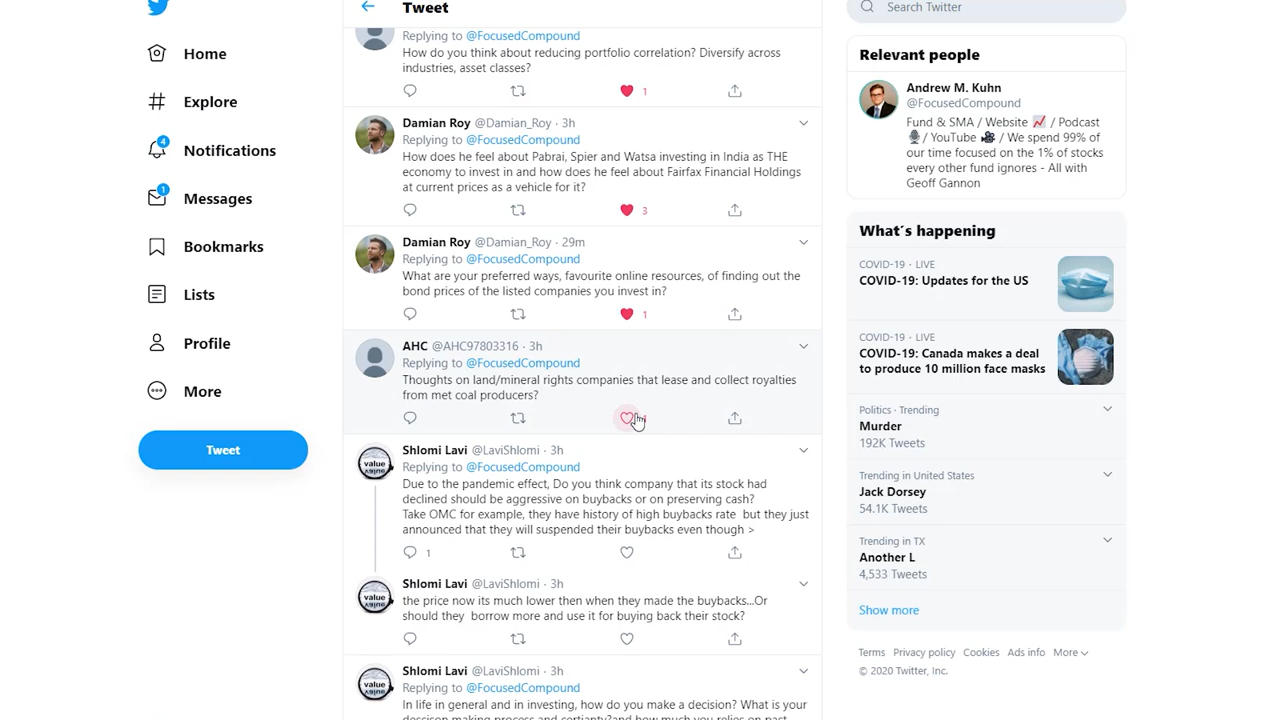 Home
Explore
4
Notifications
1
Messages
Bookmarks
Lists
Profile
More
Tweet
Tweet
Replying to @FocusedCompound
How do you think about reducing portfolio correlation? Diversify across
industries, asset classes?
1
Damian Roy @Damian_Roy · 3h
Replying to @FocusedCompound
How does he feel about Pabrai, Spier and Watsa investing in India as THE
economy to invest in and how does he feel about Fairfax Financial Holdings
at current prices as a vehicle for it?
3
Damian Roy @Damian_Roy · 29m
Replying to @FocusedCompound
What are your preferred ways, favourite online resources, of finding out the
bond prices of the listed companies you invest in?
1
AHC @AHC97803316 · 3h
Replying to @FocusedCompound
Thoughts on land/mineral rights companies that lease and collect royalties
from met coal producers?
Shlomi Lavi @LaviShlomi · 3h
Replying to @FocusedCompound
Due to the pandemic effect, Do you think company that its stock had
declined should be aggressive on buybacks or on preserving cash?
Take OMC for example, they have history of high buybacks rate but they just
announced that they will suspended their buybacks even though >
1
Shlomi Lavi @LaviShlomi · 3h
the price now its much lower then when they made the buybacks...Or
should they borrow more and use it for buying back their stock?
Shlomi Lavi @LaviShlomi · 3h
Replying to @FocusedCompound
In life in general and in investing, how do you make a decision? What is your
decision making process and certianty?and how much you relies on past
Search Twitter
Relevant people
Andrew M. Kuhn
@FocusedCompound
Fund & SMA / Website 📈 / Podcast
🎙️ / YouTube 🎥 / We spend 99% of
our time focused on the 1% of stocks
every other fund ignores - All with
Geoff Gannon
What's happening
COVID-19 · LIVE
COVID-19: Updates for the US
COVID-19 · LIVE
COVID-19: Canada makes a deal
to produce 10 million face masks
Politics · Trending
Murder
192K Tweets
Trending in United States
Jack Dorsey
54.1K Tweets
Trending in TX
Another L
4,533 Tweets
Show more
Terms Privacy policy Cookies Ads info More
© 2020 Twitter, Inc.